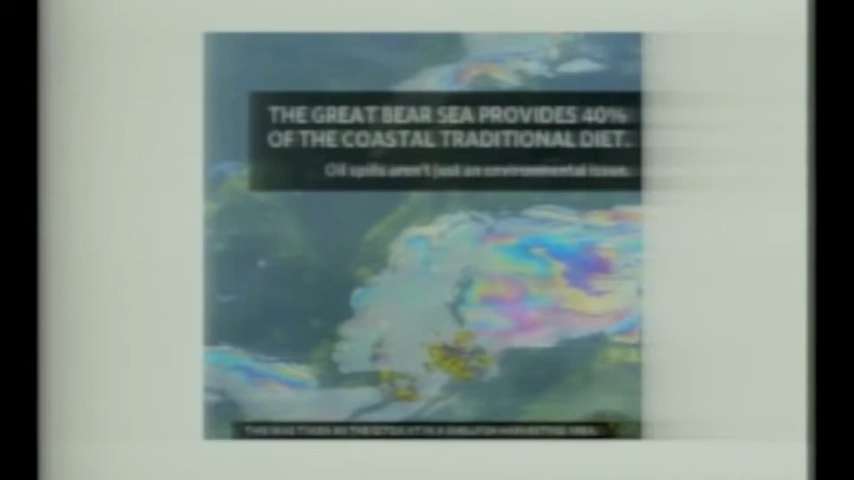 THE GREAT BEAR SEA PROVIDES 40%
OF THE COASTAL TRADITIONAL DIET.
Oil spills aren't just an environmental issue.